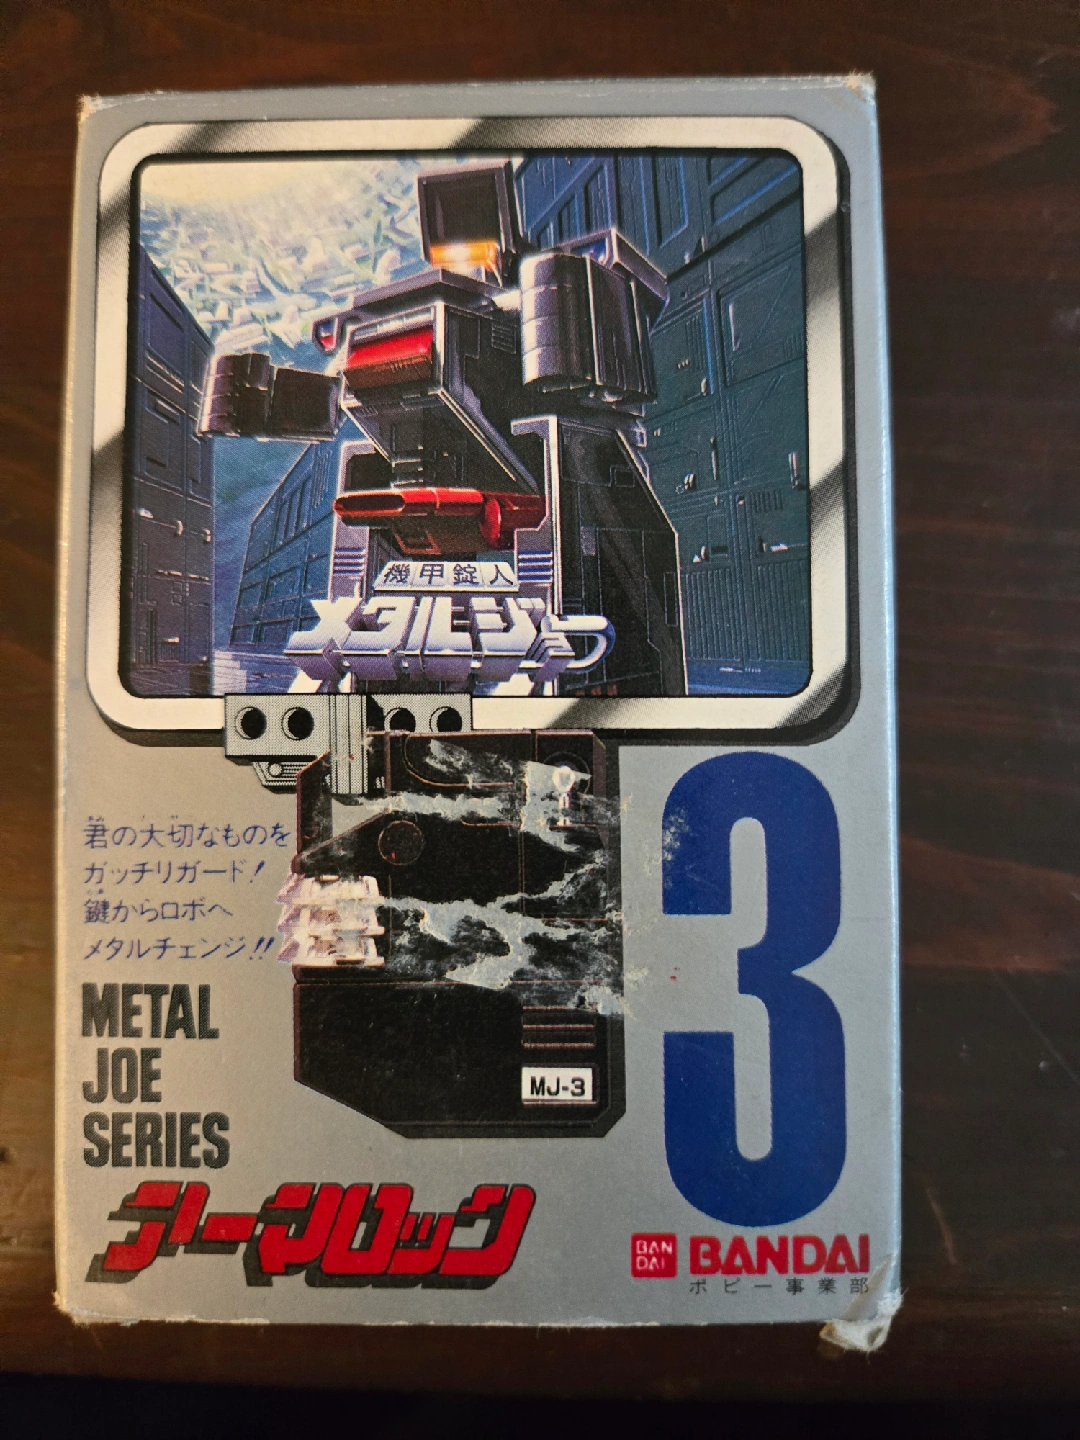 機甲錠人
メタルジョー
君の大切なものを
ガッチリガード!
鍵からロボへ
メタルチェンジ!!
METAL
JOE
SERIES
MJ-3
3
BAN
DAI
BANDAI
ポピー事業部